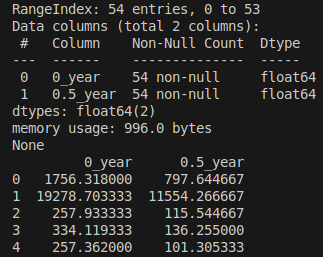 RangeIndex: 54 entries, 0 to 53
Data columns (total 2 columns):
 #   Column    Non-Null Count  Dtype
---  ------    --------------  -----
 0   0_year    54 non-null     float64
 1   0.5_year  54 non-null     float64
dtypes: float64(2)
memory usage: 996.0 bytes
None
         0_year      0.5_year
0   1756.318000    797.644667
1  19278.703333  11554.266667
2    257.933333    115.544667
3    334.119333    136.255000
4    257.362000    101.305333